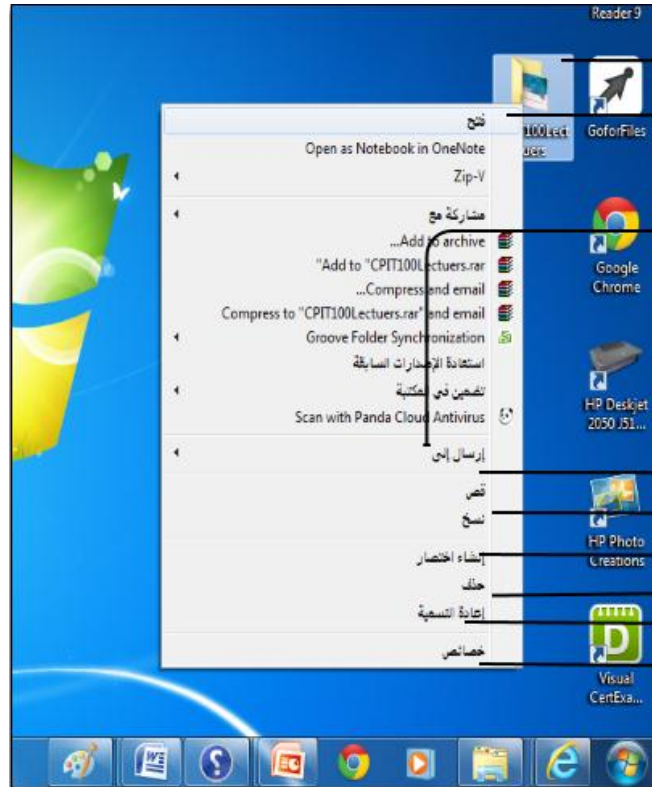 Reader 9
GoforFiles
Google
Chrome
HP Deskjet
2050 J51...
HP Photo
Creations
Visual
CertExa...
T100Lect
uers
فتح
Open as Notebook in OneNote
Zip-V
مشاركة مع
...Add to archive
"Add to "CPIT100Lectuers.rar
...Compress and email
Compress to "CPIT100Lectuers.rar" and email
Groove Folder Synchronization
استعادة الإصدارات السابقة
تضمين في المكتبة
Scan with Panda Cloud Antivirus
إرسال إلى
قص
نسخ
إنشاء اختصار
حذف
إعادة التسمية
خصائص